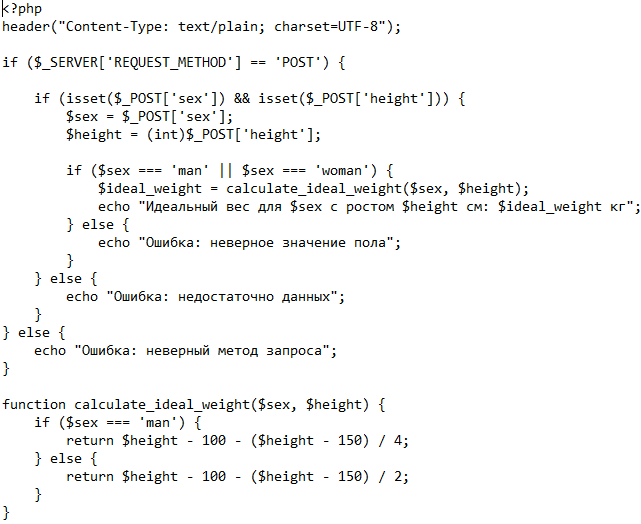 <?php
header("Content-Type: text/plain; charset=UTF-8");

if ($_SERVER['REQUEST_METHOD'] == 'POST') {

    if (isset($_POST['sex']) && isset($_POST['height'])) {
        $sex = $_POST['sex'];
        $height = (int)$_POST['height'];

        if ($sex === 'man' || $sex === 'woman') {
            $ideal_weight = calculate_ideal_weight($sex, $height);
            echo "Идеальный вес для $sex с ростом $height см: $ideal_weight кг";
        } else {
            echo "Ошибка: неверное значение пола";
        }
    } else {
        echo "Ошибка: недостаточно данных";
    }
} else {
    echo "Ошибка: неверный метод запроса";
}

function calculate_ideal_weight($sex, $height) {
    if ($sex === 'man') {
        return $height - 100 - ($height - 150) / 4;
    } else {
        return $height - 100 - ($height - 150) / 2;
    }
}